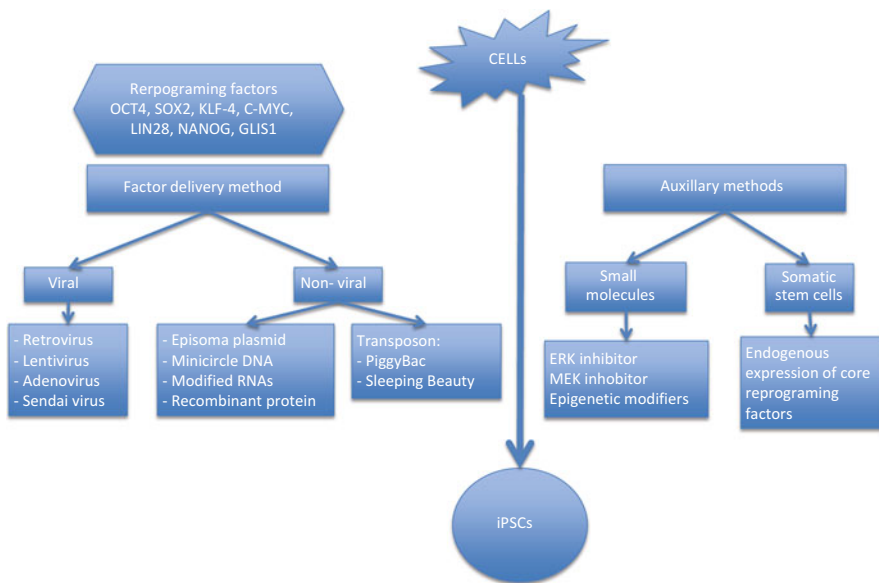 CELLs
Rerpograming factors
OCT4, SOX2, KLF-4, C-MYC,
LIN28, NANOG, GLIS1
Factor delivery method
Viral
- Retrovirus
- Lentivirus
- Adenovirus
- Sendai virus
Non- viral
- Episoma plasmid
- Minicircle DNA
- Modified RNAs
- Recombinant protein
Transposon:
- PiggyBac
- Sleeping Beauty
Auxillary methods
Small
molecules
ERK inhibitor
MEK inhobitor
Epigenetic modifiers
Somatic
stem cells
Endogenous
expression of core
reprograming
factors
iPSCs